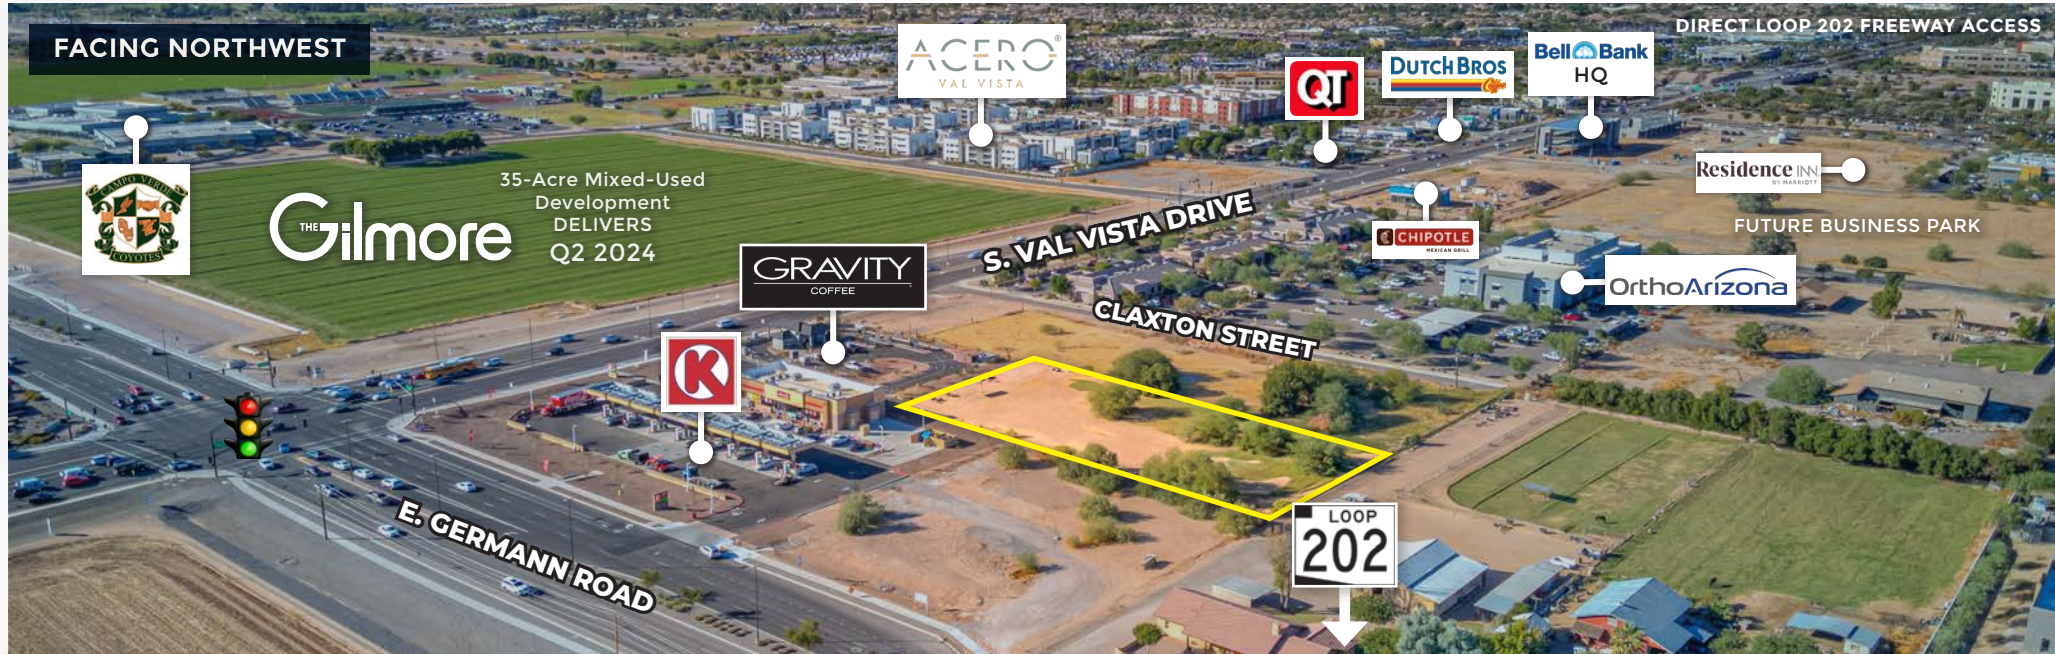 FACING NORTHWEST
DIRECT LOOP 202 FREEWAY ACCESS
ACERO®
VAL VISTA
QT
DUTCH BROS
Coffee
Bell Bank
HQ
Residence INN
BY MARRIOTT
CAMPO VERDE
COYOTES
THE Gilmore
35-Acre Mixed-Used
Development
DELIVERS
Q2 2024
S. VAL VISTA DRIVE
CHIPOTLE
MEXICAN GRILL
FUTURE BUSINESS PARK
GRAVITY
COFFEE
OrthoArizona
CLAXTON STREET
K
E. GERMANN ROAD
LOOP
202